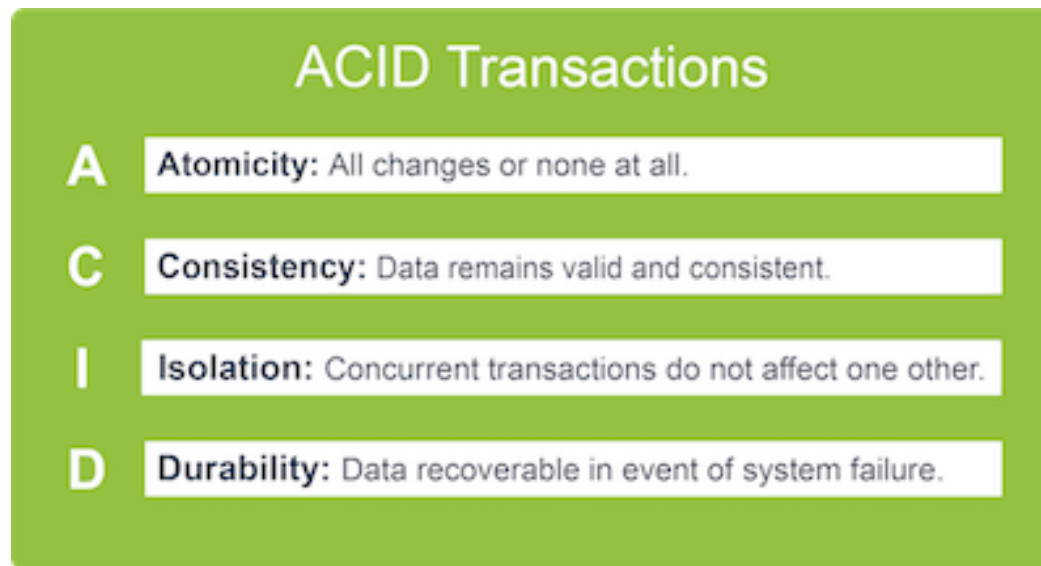 ACID Transactions
A Atomicity: All changes or none at all.
C Consistency: Data remains valid and consistent.
I Isolation: Concurrent transactions do not affect one other.
D Durability: Data recoverable in event of system failure.